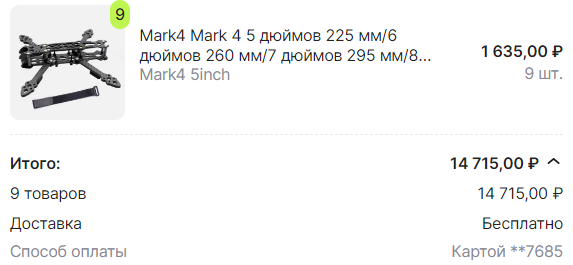 9
Mark4 Mark 4 5 дюймов 225 мм/6
дюймов 260 мм/7 дюймов 295 мм/8...
Mark4 5inch
1 635,00 ₽
9 шт.
Итого: 14 715,00 ₽
9 товаров 14 715,00 ₽
Доставка Бесплатно
Способ оплаты Картой **7685